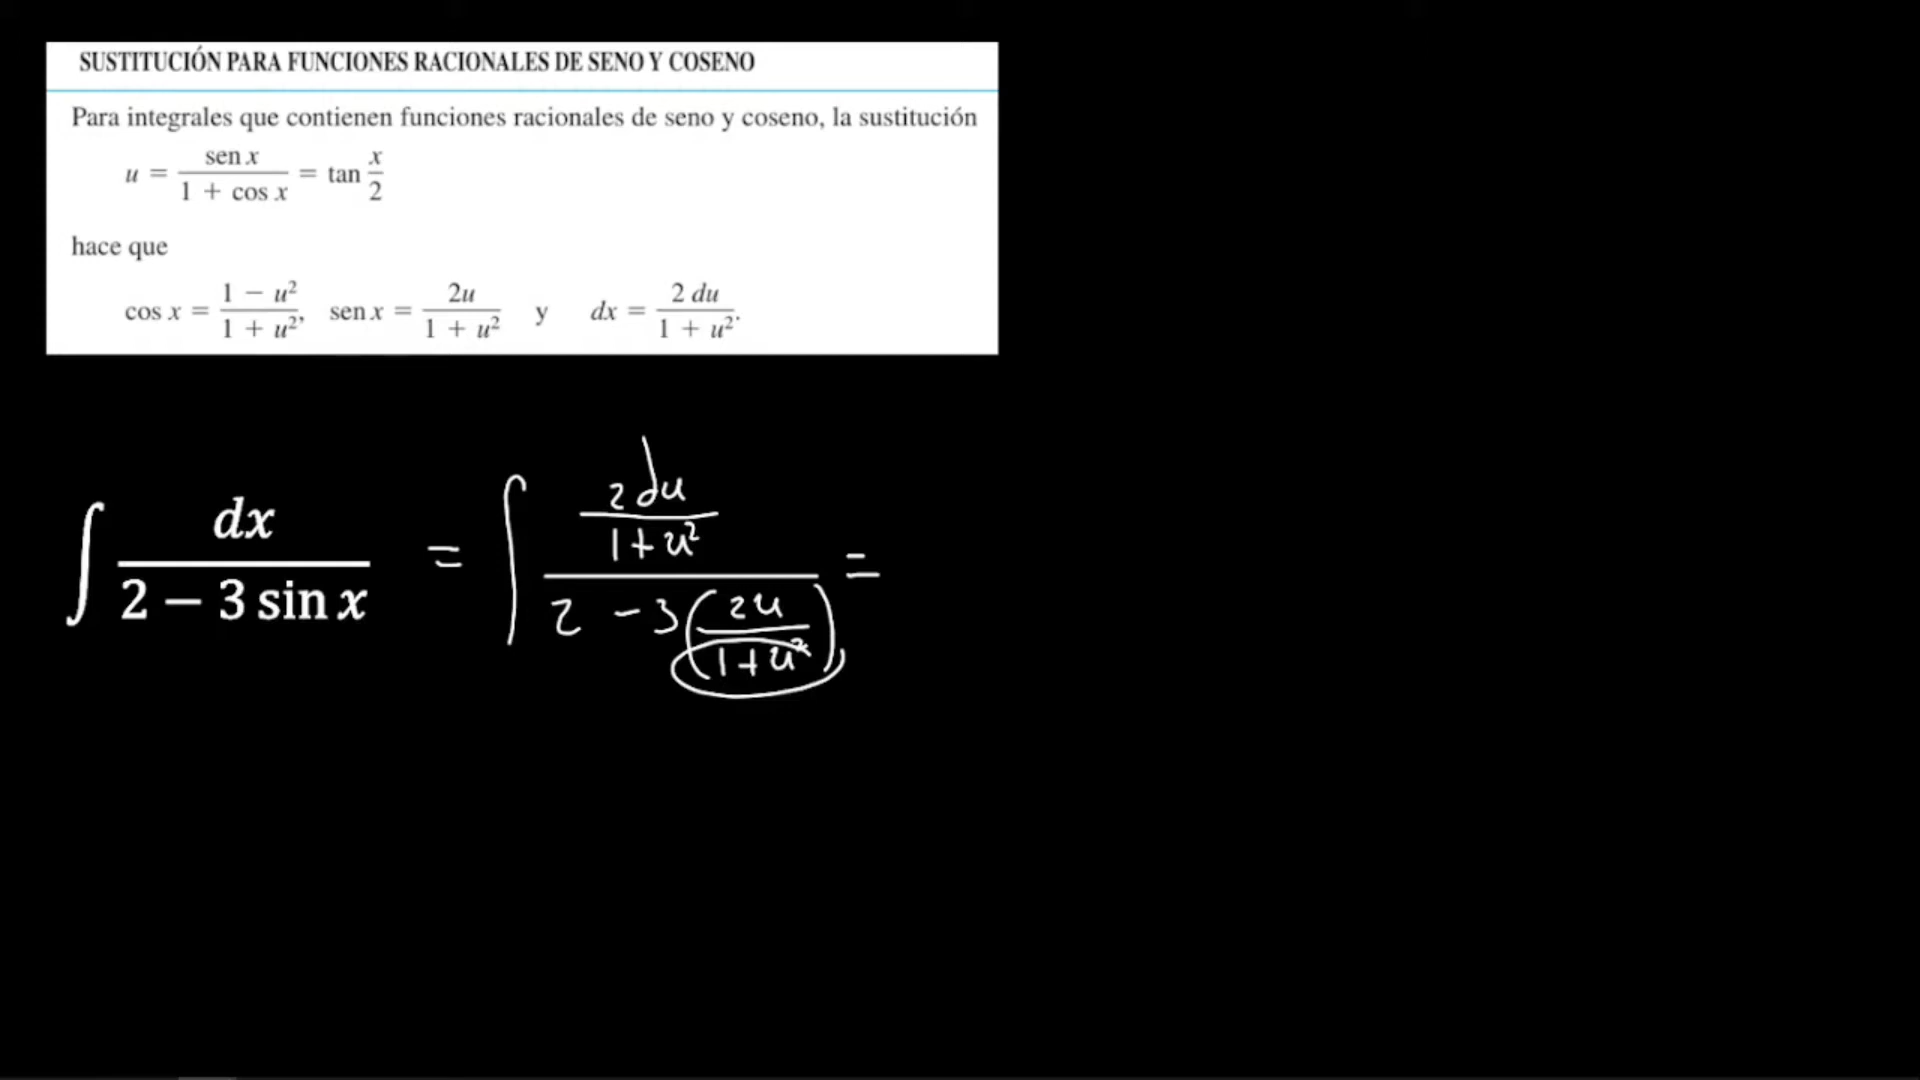 SUSTITUCIÓN PARA FUNCIONES RACIONALES DE SENO Y COSENO
Para integrales que contienen funciones racionales de seno y coseno, la sustitución
u = sen x / (1 + cos x) = tan x/2
hace que
cos x = (1 − u²)/(1 + u²), sen x = 2u/(1 + u²) y dx = 2 du/(1 + u²).
∫ dx/(2 − 3 sin x) = ∫ (2du/(1+u²))/(2 − 3(2u/(1+u²))) =